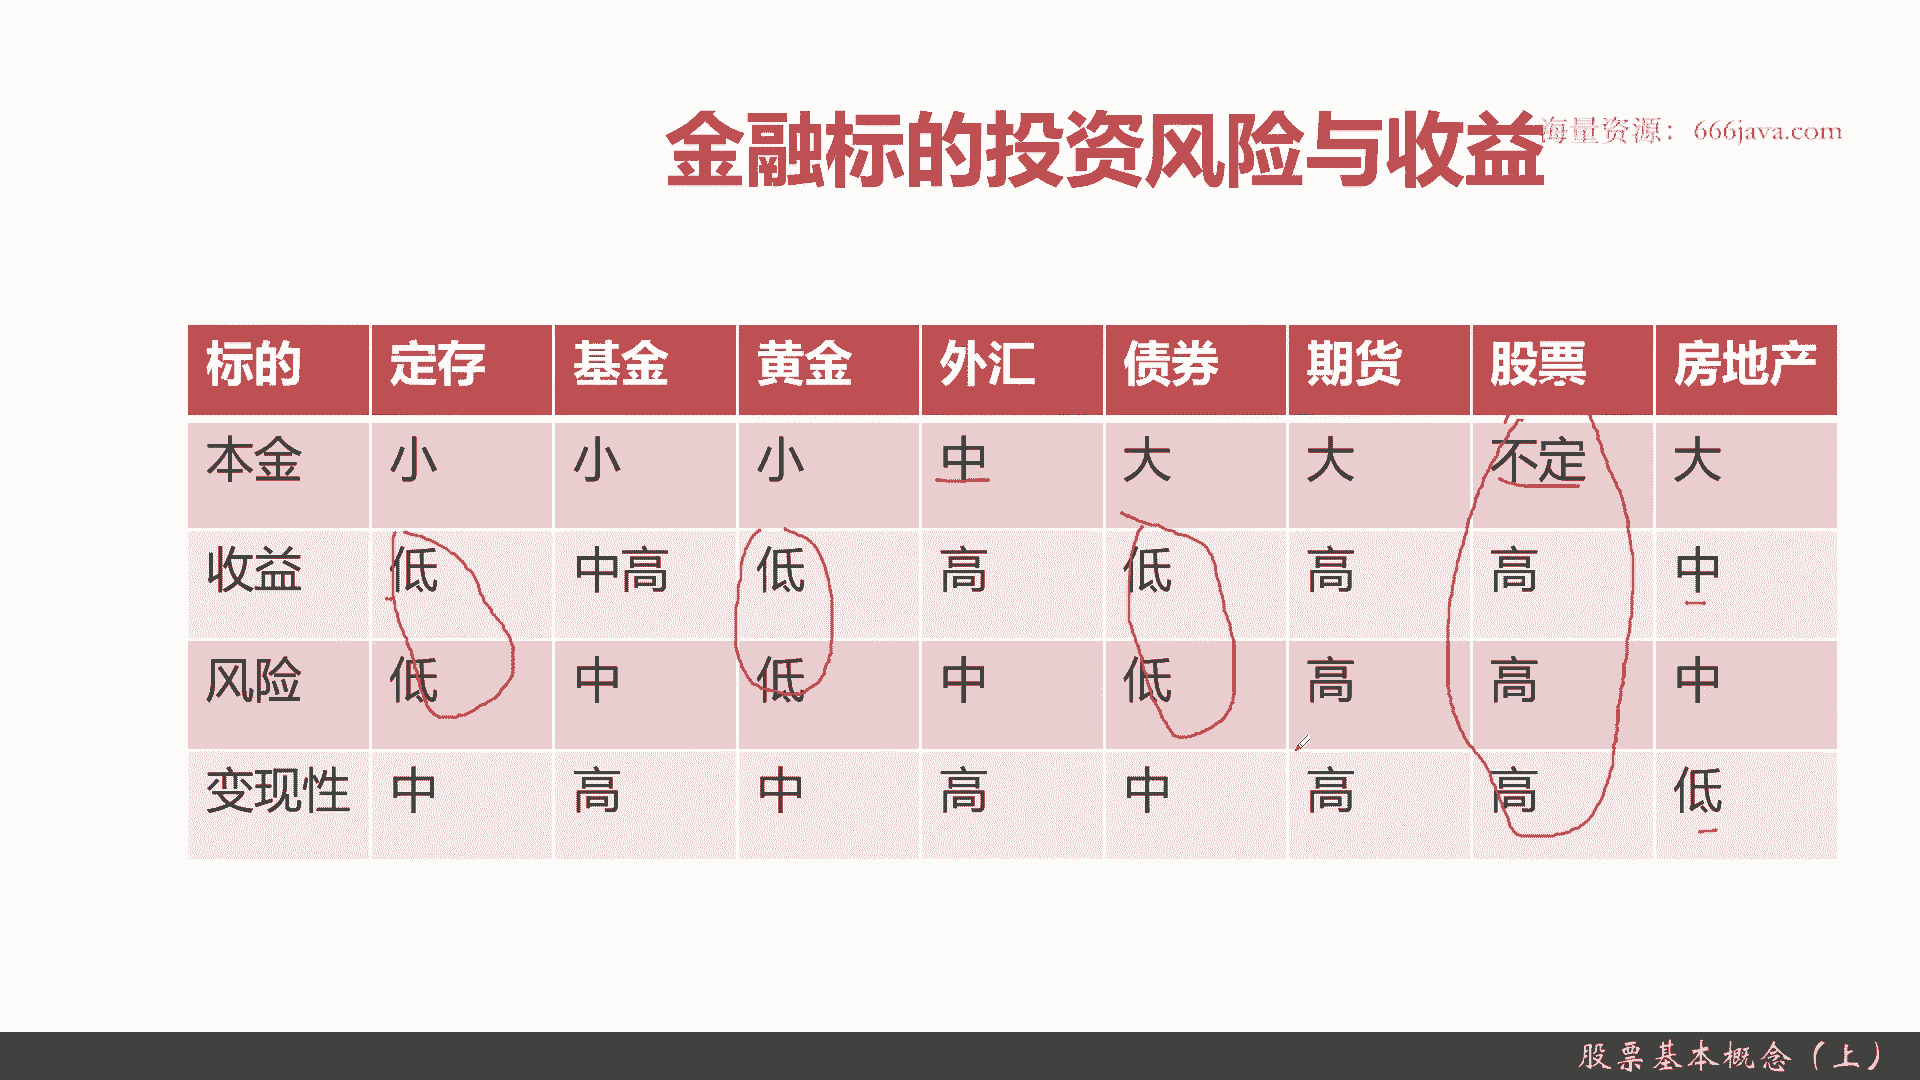 金融标的投资风险与收益
海量资源：666java.com
标的 定存 基金 黄金 外汇 债券 期货 股票 房地产
本金 小 小 小 中 大 大 不定 大
收益 低 中高 低 高 低 高 高 中
风险 低 中 低 中 低 高 高 中
变现性 中 高 中 高 中 高 高 低
股票基本概念（上）